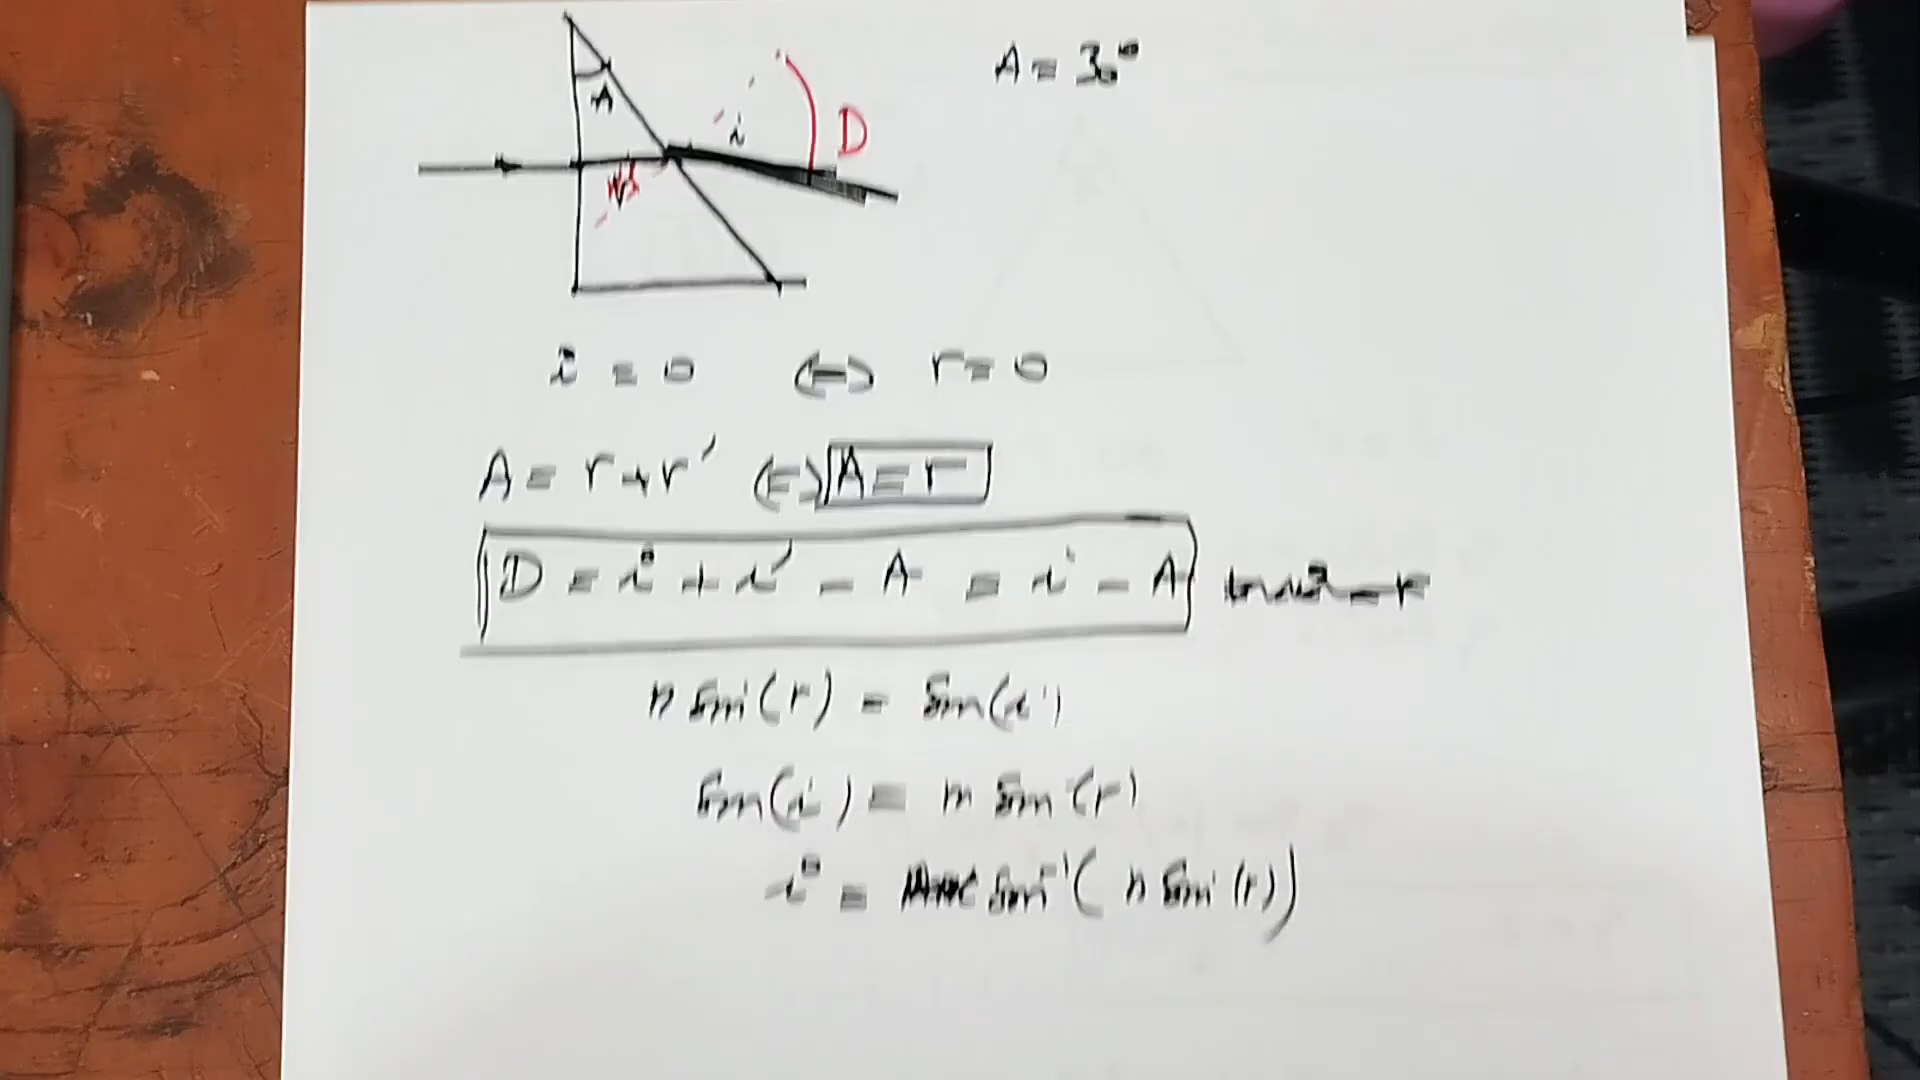 A = 30°
A
i
D
i = 0 <=> r = 0
A = r + r' <=> A = r
D = i + i' - A = i - A
n sin(r) = sin(i')
sin(i) = n sin(r)
i = sin⁻¹( n sin(r))